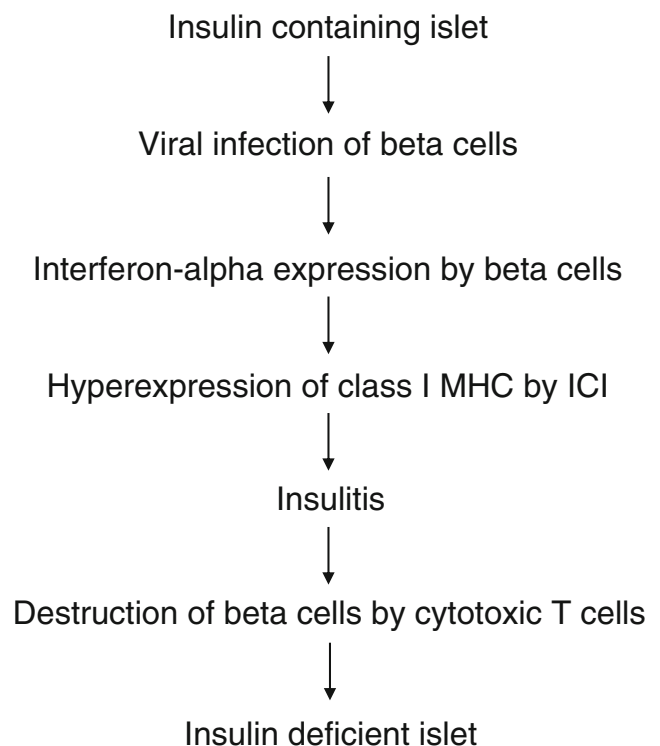 Insulin containing islet
Viral infection of beta cells
Interferon-alpha expression by beta cells
Hyperexpression of class I MHC by ICI
Insulitis
Destruction of beta cells by cytotoxic T cells
Insulin deficient islet